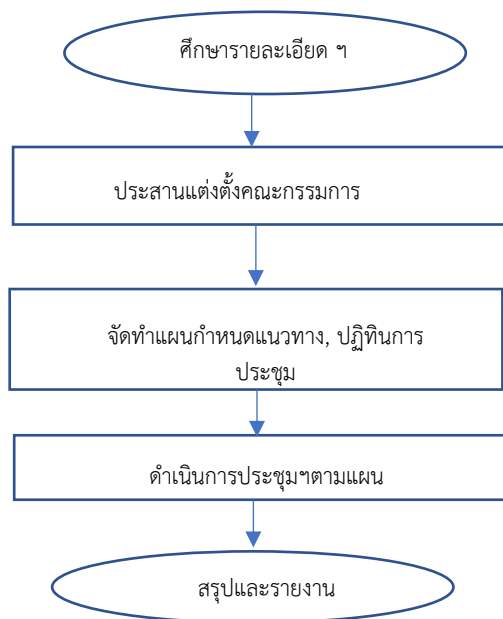 ศึกษารายละเอียด ฯ
ประสานแต่งตั้งคณะกรรมการ
จัดทำแผนกำหนดแนวทาง, ปฏิทินการ
ประชุม
ดำเนินการประชุมฯตามแผน
สรุปและรายงาน